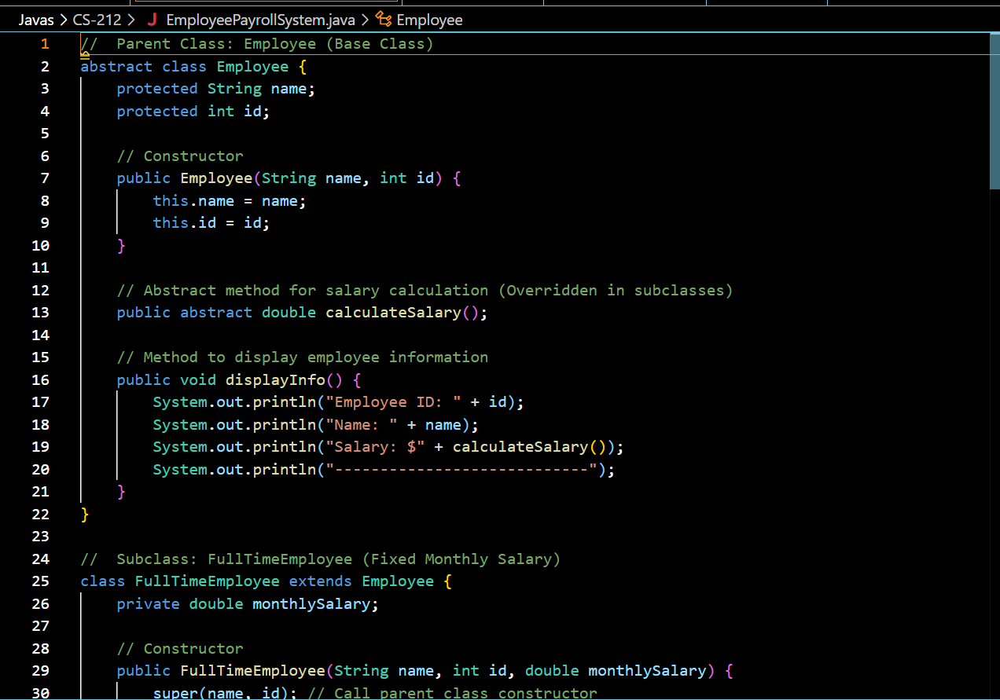 Javas > CS-212 > J EmployeePayrollSystem.java > Employee
1 //  Parent Class: Employee (Base Class)
2 abstract class Employee {
3     protected String name;
4     protected int id;
5
6     // Constructor
7     public Employee(String name, int id) {
8         this.name = name;
9         this.id = id;
10     }
11
12     // Abstract method for salary calculation (Overridden in subclasses)
13     public abstract double calculateSalary();
14
15     // Method to display employee information
16     public void displayInfo() {
17         System.out.println("Employee ID: " + id);
18         System.out.println("Name: " + name);
19         System.out.println("Salary: $" + calculateSalary());
20         System.out.println("----------------------------");
21     }
22 }
23
24 //  Subclass: FullTimeEmployee (Fixed Monthly Salary)
25 class FullTimeEmployee extends Employee {
26     private double monthlySalary;
27
28     // Constructor
29     public FullTimeEmployee(String name, int id, double monthlySalary) {
30         super(name, id); // Call parent class constructor